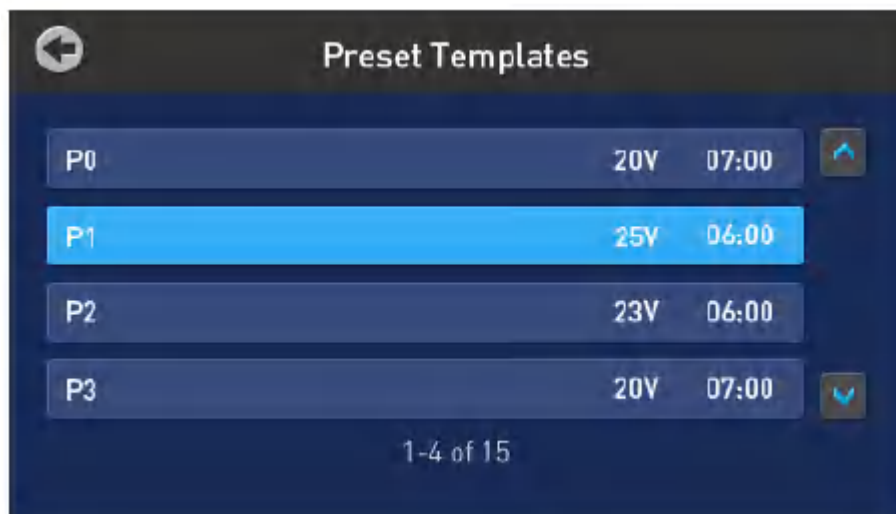 Preset Templates
P0 20V 07:00
P1 25V 06:00
P2 23V 06:00
P3 20V 07:00
1-4 of 15